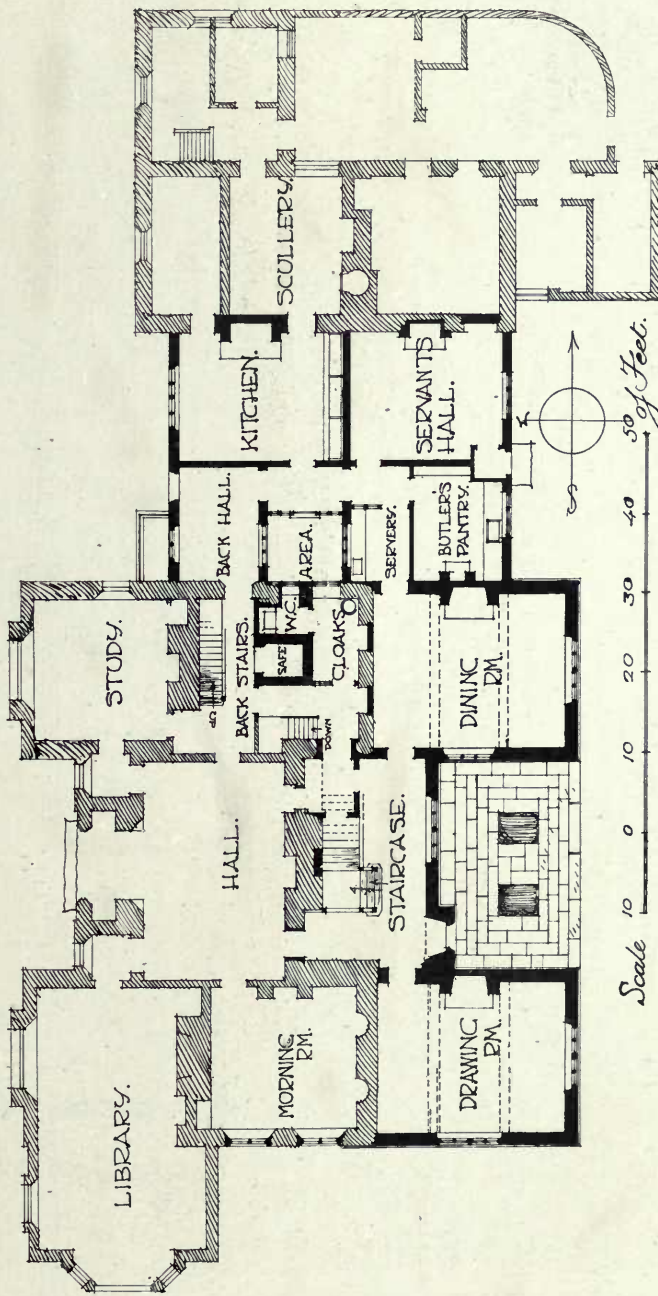 LIBRARY.
STUDY.
HALL.
UP
BACK HALL.
BACK STAIRS.
KITCHEN.
SCULLERY.
MORNING
RM.
SAFE
W.C.
AREA.
DOWN
CLOAKS.
STAIRCASE.
SERVERY.
SERVANTS
HALL.
BUTLER'S
PANTRY.
DRAWING
RM.
DINING
RM.
S
Scale 10 0 10 20 30 40 50 of Feet.